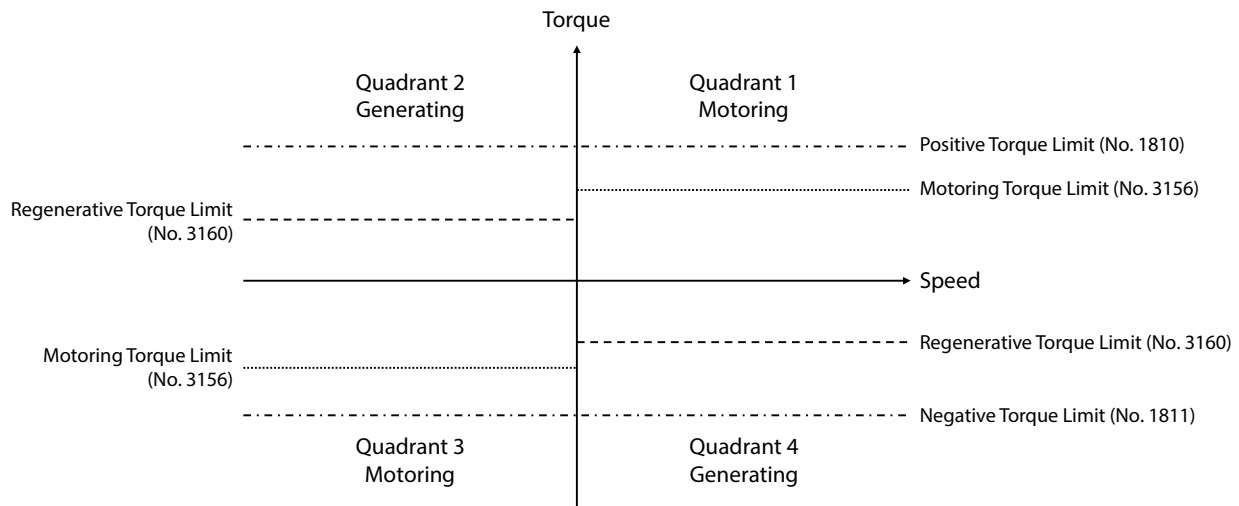 Torque
Quadrant 2
Generating
Quadrant 1
Motoring
Positive Torque Limit (No. 1810)
Motoring Torque Limit (No. 3156)
Regenerative Torque Limit
(No. 3160)
Speed
Regenerative Torque Limit (No. 3160)
Motoring Torque Limit
(No. 3156)
Negative Torque Limit (No. 1811)
Quadrant 3
Motoring
Quadrant 4
Generating